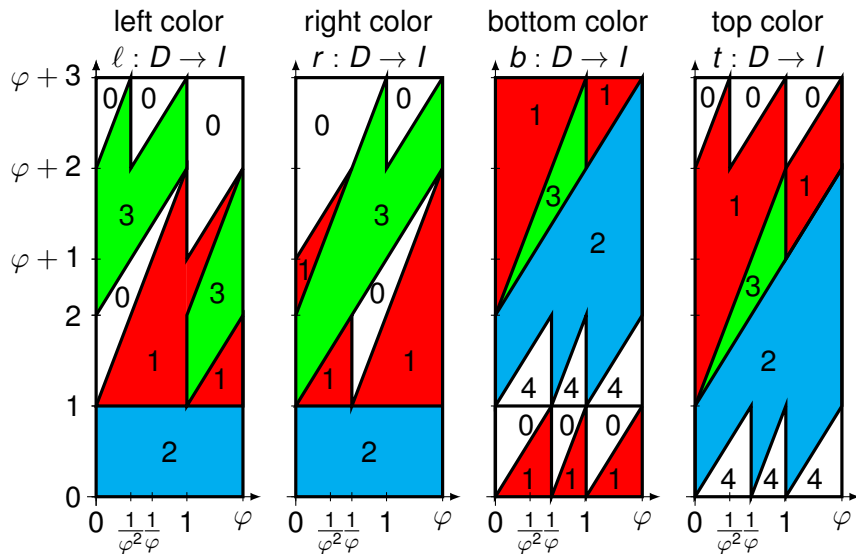 left color right color bottom color top color
ℓ : D → I r : D → I b : D → I t : D → I
φ + 3
0 0 0 0 0 1 1 0 0 0
φ + 2
3 0 3 1 3 2 1 1
φ + 1
0 3 1 0 3
2
1 1 1 1 4 4 4 2
1
2 2 0 0 0 1 1 1 4 4 4
0
0 1/φ² 1/φ 1 φ 0 1/φ² 1/φ 1 φ 0 1/φ² 1/φ 1 φ 0 1/φ² 1/φ 1 φ